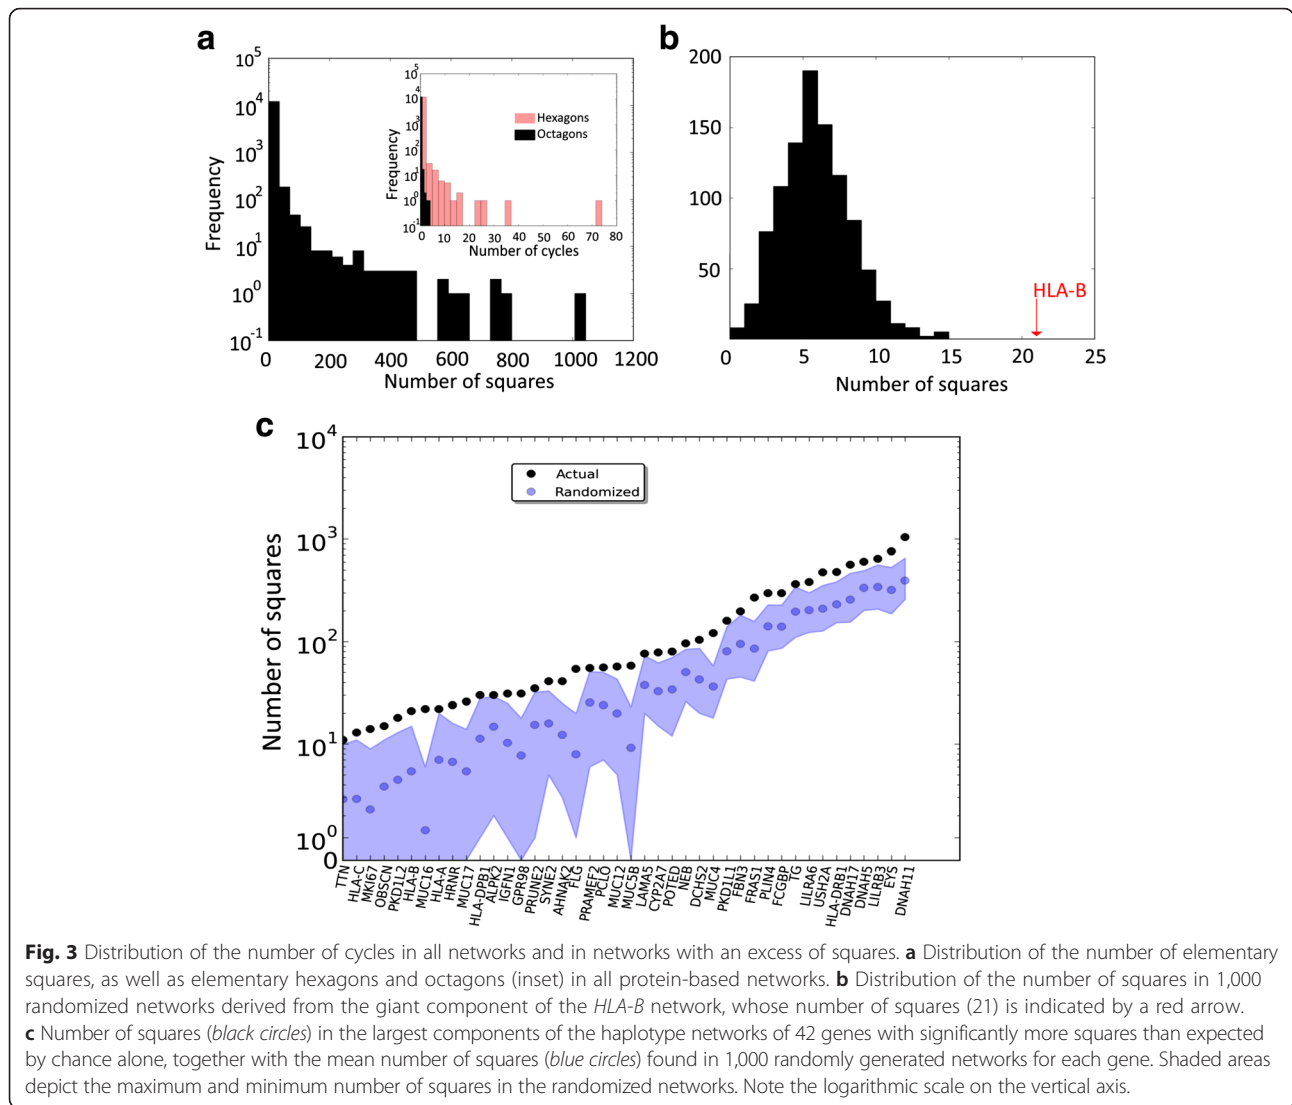 a
b
10^5
10^4
10^3
10^2
10^1
10^0
10^-1
Frequency
0 200 400 600 800 1000 1200
Number of squares
10^5
10^4
10^3
10^2
10^1
10^0
10^-1
Frequency
Hexagons
Octagons
0 10 20 30 40 50 60 70 80
Number of cycles
200
150
100
50
HLA-B
0 5 10 15 20 25
Number of squares
c
10^4
10^3
10^2
10^1
10^0
0
Number of squares
Actual
Randomized
TTN
HLA-C
MKI67
OBSCN
PKD1L2
HLA-B
MUC16
HLA-A
HRNR
MUC17
HLA-DPB1
ALPK2
IGFN1
GPR98
PRUNE2
SYNE2
AHNAK2
FLG
PRAMEF2
PCLO
MUC12
MUC5B
LAMA5
CYP2A7
POTED
NEB
DCHS2
MUC4
PKD1L1
FBN3
FRAS1
PLIN4
FCGBP
TG
LILRA6
USH2A
HLA-DRB1
DNAH17
DNAH5
LILRB3
EYS
DNAH11
Fig. 3 Distribution of the number of cycles in all networks and in networks with an excess of squares. a Distribution of the number of elementary
squares, as well as elementary hexagons and octagons (inset) in all protein-based networks. b Distribution of the number of squares in 1,000
randomized networks derived from the giant component of the HLA-B network, whose number of squares (21) is indicated by a red arrow.
c Number of squares (black circles) in the largest components of the haplotype networks of 42 genes with significantly more squares than expected
by chance alone, together with the mean number of squares (blue circles) found in 1,000 randomly generated networks for each gene. Shaded areas
depict the maximum and minimum number of squares in the randomized networks. Note the logarithmic scale on the vertical axis.